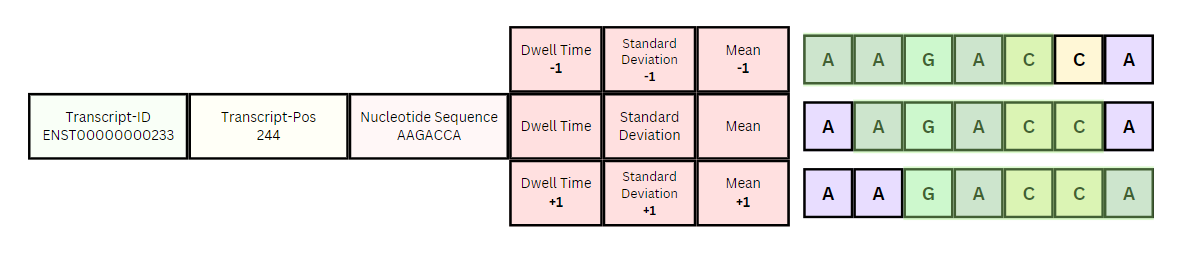 Dwell Time
-1
Standard
Deviation
-1
Mean
-1
A A G A C C A
Transcript-ID
ENST00000000233
Transcript-Pos
244
Nucleotide Sequence
AAGACCA
Dwell Time
Standard
Deviation
Mean
A A G A C C A
Dwell Time
+1
Standard
Deviation
+1
Mean
+1
A A G A C C A